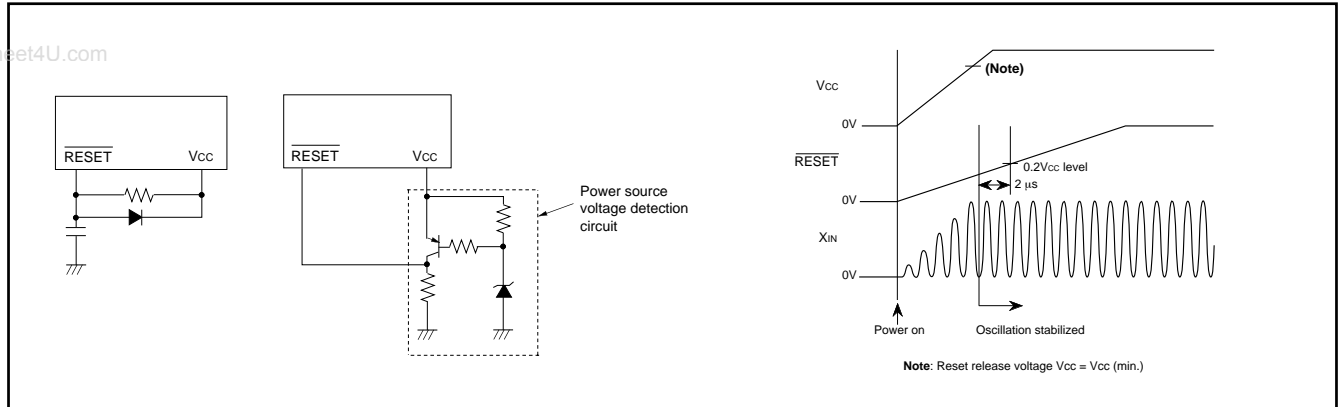 eet4U.com
RESET
Vcc
RESET
Vcc
Power source
voltage detection
circuit
Vcc
(Note)
0V
RESET
0.2Vcc level
2 μs
0V
XIN
0V
Power on
Oscillation stabilized
Note: Reset release voltage Vcc = Vcc (min.)